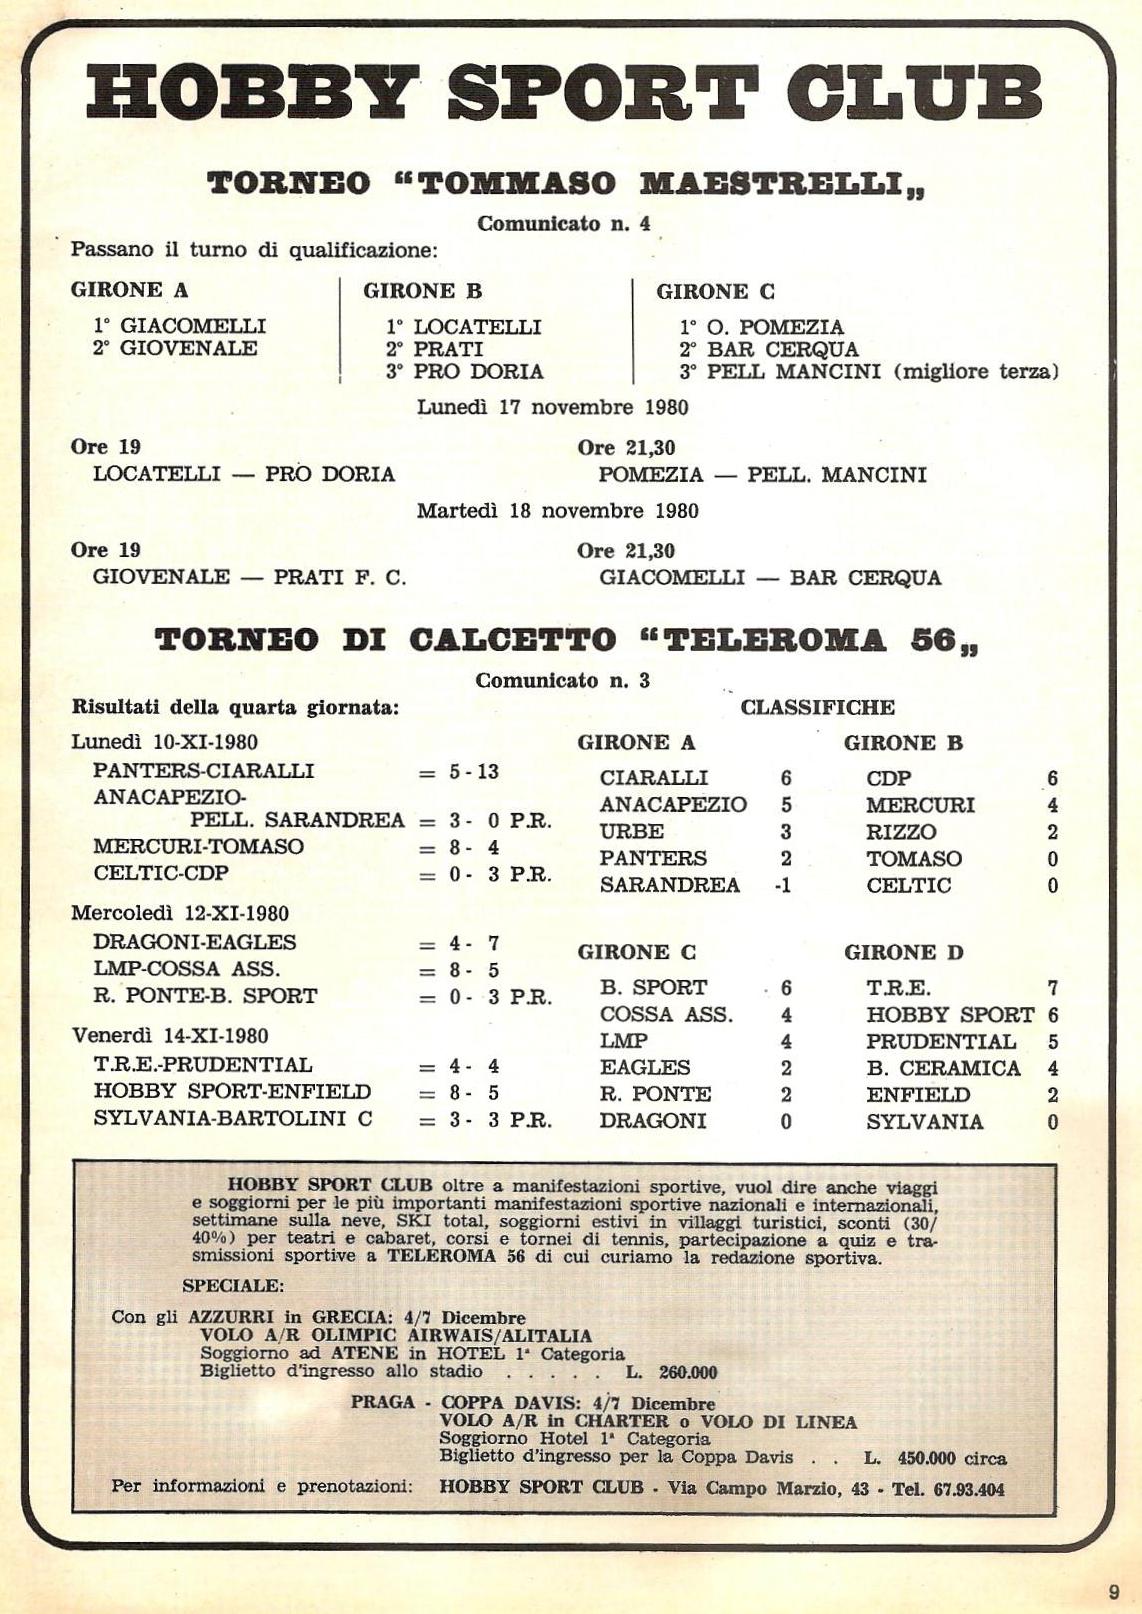 HOBBY SPORT CLUB
TORNEO “TOMMASO MAESTRELLI„
Comunicato n. 4
Passano il turno di qualificazione:
GIRONE A
1° GIACOMELLI
2° GIOVENALE
GIRONE B
1° LOCATELLI
2° PRATI
3° PRO DORIA
GIRONE C
1° O. POMEZIA
2° BAR CERQUA
3° PELL MANCINI (migliore terza)
Lunedì 17 novembre 1980
Ore 19
LOCATELLI — PRO DORIA
Ore 21,30
POMEZIA — PELL. MANCINI
Martedì 18 novembre 1980
Ore 19
GIOVENALE — PRATI F. C.
Ore 21,30
GIACOMELLI — BAR CERQUA
TORNEO DI CALCETTO “TELEROMA 56„
Comunicato n. 3
Risultati della quarta giornata:
Lunedì 10-XI-1980
PANTERS-CIARALLI = 5 - 13
ANACAPEZIO-
PELL. SARANDREA = 3 - 0 P.R.
MERCURI-TOMASO = 8 - 4
CELTIC-CDP = 0 - 3 P.R.
Mercoledì 12-XI-1980
DRAGONI-EAGLES = 4 - 7
LMP-COSSA ASS. = 8 - 5
R. PONTE-B. SPORT = 0 - 3 P.R.
Venerdì 14-XI-1980
T.R.E.-PRUDENTIAL = 4 - 4
HOBBY SPORT-ENFIELD = 8 - 5
SYLVANIA-BARTOLINI C = 3 - 3 P.R.
CLASSIFICHE
GIRONE A
CIARALLI 6
ANACAPEZIO 5
URBE 3
PANTERS 2
SARANDREA -1
GIRONE B
CDP 6
MERCURI 4
RIZZO 2
TOMASO 0
CELTIC 0
GIRONE C
B. SPORT 6
COSSA ASS. 4
LMP 4
EAGLES 2
R. PONTE 2
DRAGONI 0
GIRONE D
T.R.E. 7
HOBBY SPORT 6
PRUDENTIAL 5
B. CERAMICA 4
ENFIELD 2
SYLVANIA 0
HOBBY SPORT CLUB oltre a manifestazioni sportive, vuol dire anche viaggi
e soggiorni per le più importanti manifestazioni sportive nazionali e internazionali,
settimane sulla neve, SKI total, soggiorni estivi in villaggi turistici, sconti (30/
40%) per teatri e cabaret, corsi e tornei di tennis, partecipazione a quiz e tra-
smissioni sportive a TELEROMA 56 di cui curiamo la redazione sportiva.
SPECIALE:
Con gli AZZURRI in GRECIA: 4/7 Dicembre
VOLO A/R OLIMPIC AIRWAIS/ALITALIA
Soggiorno ad ATENE in HOTEL 1ª Categoria
Biglietto d'ingresso allo stadio . . . . . L. 260.000
PRAGA - COPPA DAVIS: 4/7 Dicembre
VOLO A/R in CHARTER o VOLO DI LINEA
Soggiorno Hotel 1ª Categoria
Biglietto d'ingresso per la Coppa Davis . . L. 450.000 circa
Per informazioni e prenotazioni: HOBBY SPORT CLUB - Via Campo Marzio, 43 - Tel. 67.93.404
9